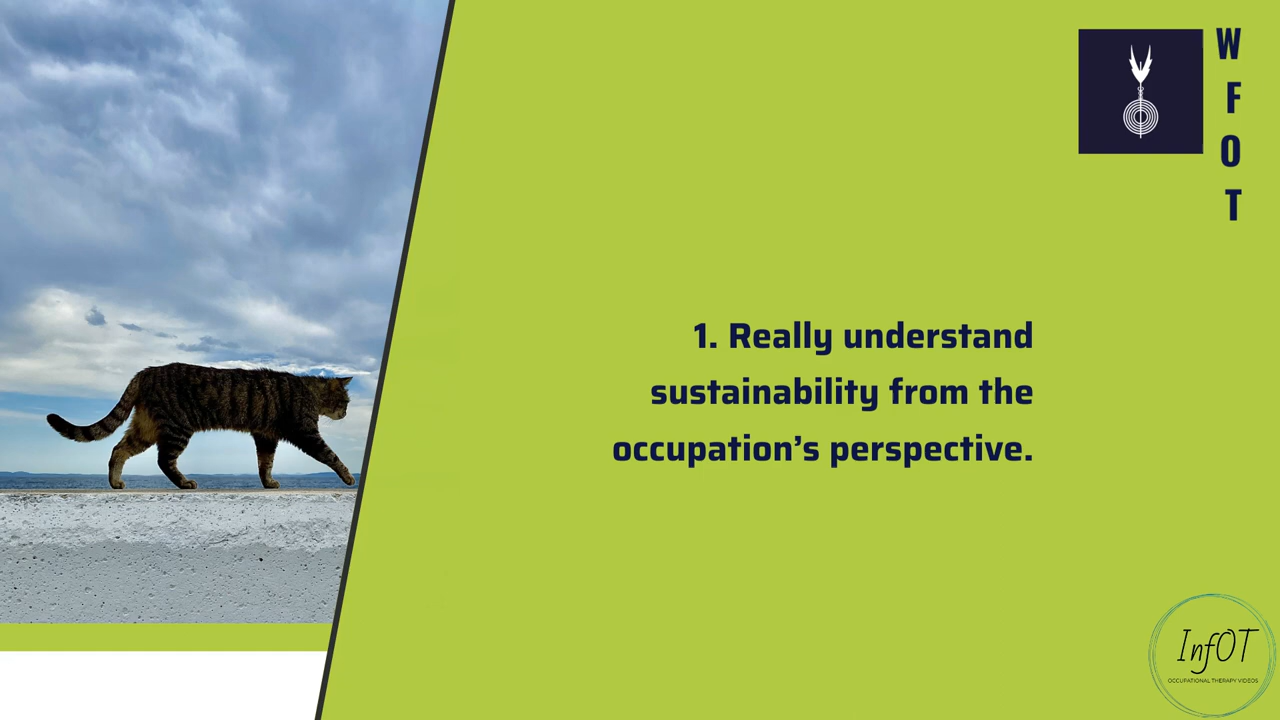 W
F
O
T
1. Really understand
sustainability from the
occupation’s perspective.
InfOT
OCCUPATIONAL THERAPY VIDEOS